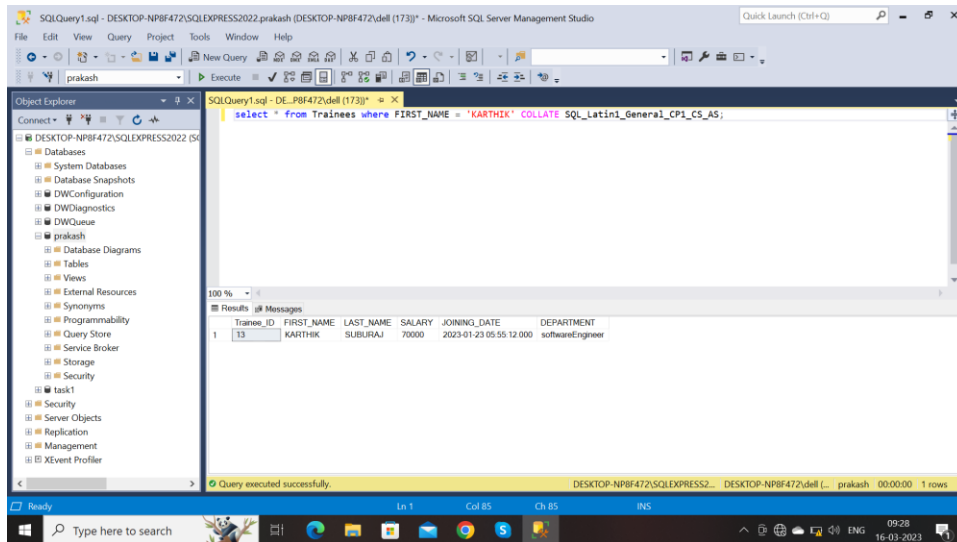 SQLQuery1.sql - DESKTOP-NP8F472\SQLEXPRESS2022.prakash (DESKTOP-NP8F472\dell (173))* - Microsoft SQL Server Management Studio
Quick Launch (Ctrl+Q)
File Edit View Query Project Tools Window Help
New Query
prakash
Execute
Object Explorer
SQLQuery1.sql - DE...P8F472\dell (173))*
Connect
select * from Trainees where FIRST_NAME = 'KARTHIK' COLLATE SQL_Latin1_General_CP1_CS_AS;
DESKTOP-NP8F472\SQLEXPRESS2022 (SQ
Databases
System Databases
Database Snapshots
DWConfiguration
DWDiagnostics
DWQueue
prakash
Database Diagrams
Tables
Views
External Resources
Synonyms
Programmability
Query Store
Service Broker
Storage
Security
task1
Security
Server Objects
Replication
Management
XEvent Profiler
100 %
Results Messages
Trainee_ID FIRST_NAME LAST_NAME SALARY JOINING_DATE DEPARTMENT
1 13 KARTHIK SUBURAJ 70000 2023-01-23 05:55:12.000 softwareEngineer
Query executed successfully.
DESKTOP-NP8F472\SQLEXPRESS2... DESKTOP-NP8F472\dell (... prakash 00:00:00 1 rows
Ready Ln 1 Col 85 Ch 85 INS
Type here to search
ENG
09:28
16-03-2023